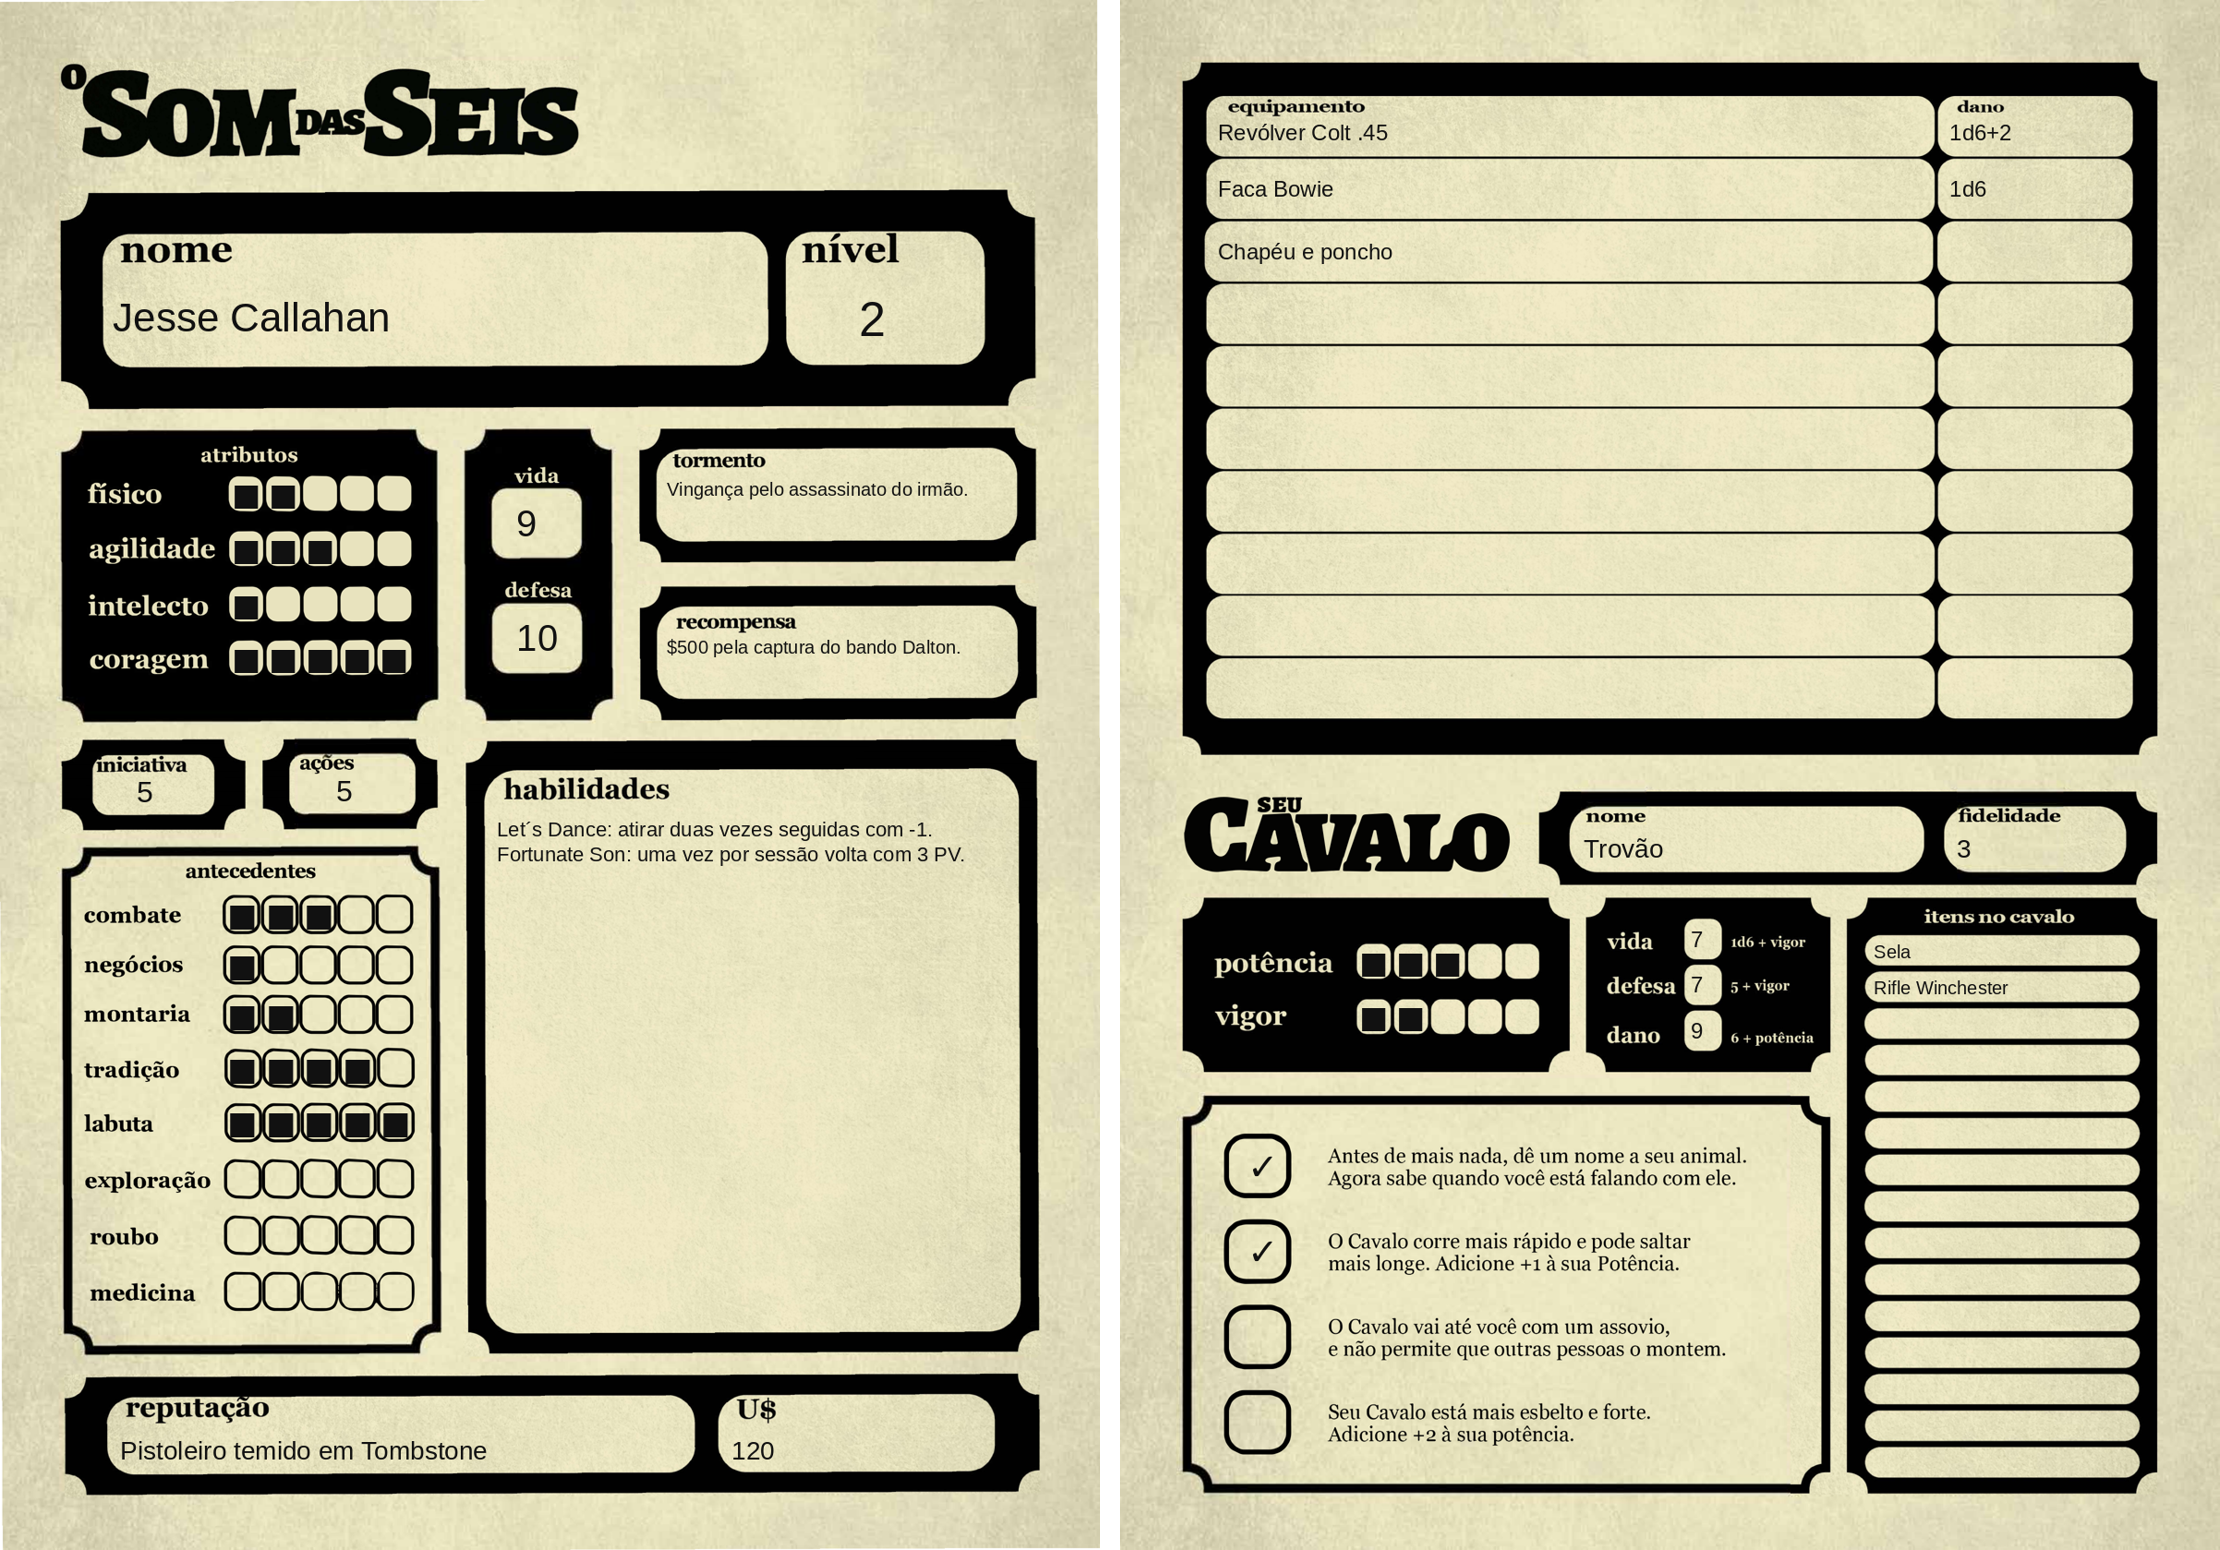 O SOM DAS SEIS
nome
Jesse Callahan
nível
2
atributos
físico
agilidade
intelecto
coragem
vida
9
defesa
10
tormento
Vingança pelo assassinato do irmão.
recompensa
$500 pela captura do bando Dalton.
iniciativa
5
ações
5
antecedentes
combate
negócios
montaria
tradição
labuta
exploração
roubo
medicina
habilidades
Let´s Dance: atirar duas vezes seguidas com -1.
Fortunate Son: uma vez por sessão volta com 3 PV.
reputação
Pistoleiro temido em Tombstone
U$
120
equipamento dano
Revólver Colt .45 1d6+2
Faca Bowie 1d6
Chapéu e poncho
SEU CAVALO
nome
Trovão
fidelidade
3
potência
vigor
vida 7 1d6 + vigor
defesa 7 5 + vigor
dano 9 6 + potência
itens no cavalo
Sela
Rifle Winchester
✓ Antes de mais nada, dê um nome a seu animal.
Agora sabe quando você está falando com ele.
✓ O Cavalo corre mais rápido e pode saltar
mais longe. Adicione +1 à sua Potência.
O Cavalo vai até você com um assovio,
e não permite que outras pessoas o montem.
Seu Cavalo está mais esbelto e forte.
Adicione +2 à sua potência.